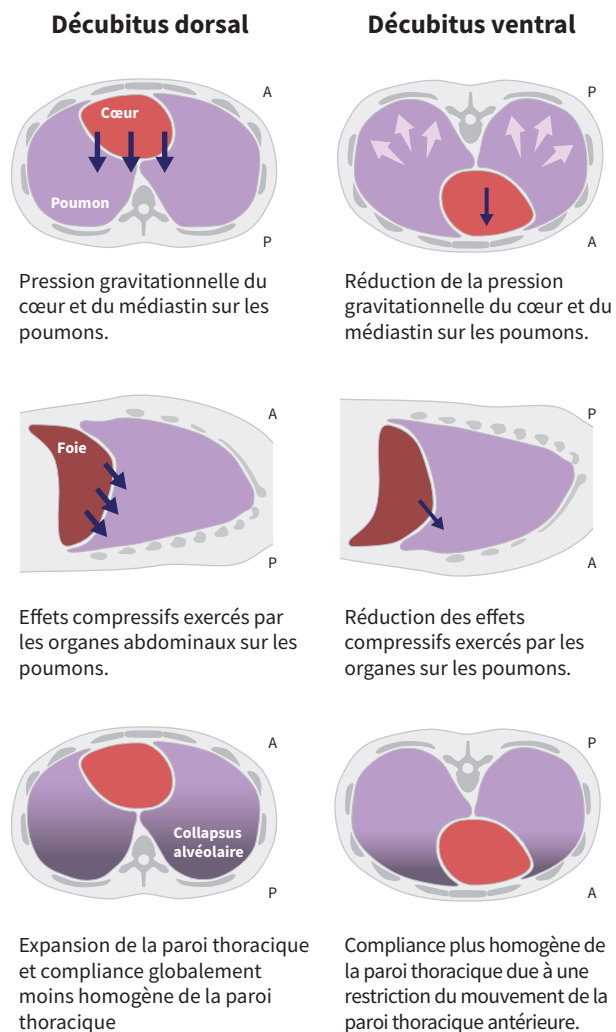 Décubitus dorsal
Décubitus ventral
A
Cœur
Poumon
P
P
A
Pression gravitationnelle du
cœur et du médiastin sur les
poumons.
Réduction de la pression
gravitationnelle du cœur et du
médiastin sur les poumons.
A
Foie
P
P
A
Effets compressifs exercés par
les organes abdominaux sur les
poumons.
Réduction des effets
compressifs exercés par les
organes sur les poumons.
A
Collapsus
alvéolaire
P
P
A
Expansion de la paroi thoracique
et compliance globalement
moins homogène de la paroi
thoracique
Compliance plus homogène de
la paroi thoracique due à une
restriction du mouvement de la
paroi thoracique antérieure.